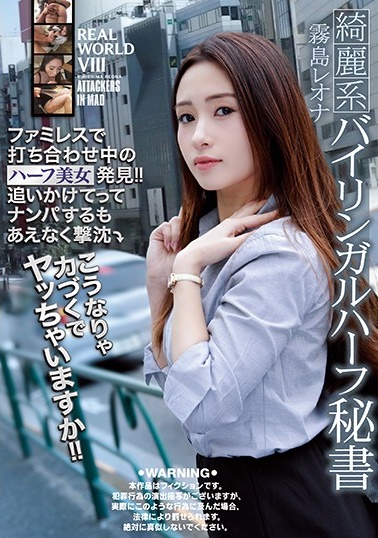 REAL
WORLD
VIII
KIRISHIMA REONA
ATTACKERS
IN MAD
綺麗系バイリンガルハーフ秘書
霧島レオナ
ファミレスで
打ち合わせ中の
ハーフ美女 発見!!
追いかけてって
ナンパするも
あえなく撃沈
こうなりゃ
力づくで
ヤッちゃいますか!!
●WARNING●
本作品はフィクションです。
犯罪行為の演出描写がございますが、
実際にこのような行為に及んだ場合、
法律により罰せられます。
絶対に真似しないでください。